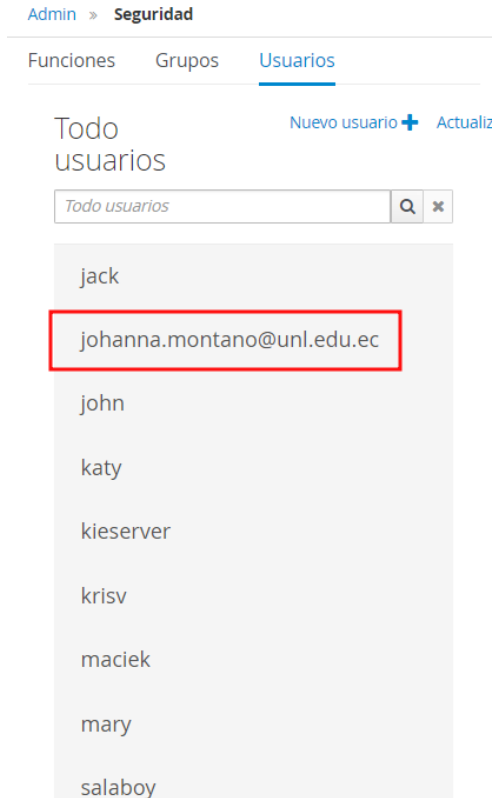 Admin » Seguridad
Funciones Grupos Usuarios
Todo usuarios
Nuevo usuario + Actualiz
Todo usuarios
jack
johanna.montano@unl.edu.ec
john
katy
kieserver
krisv
maciek
mary
salaboy